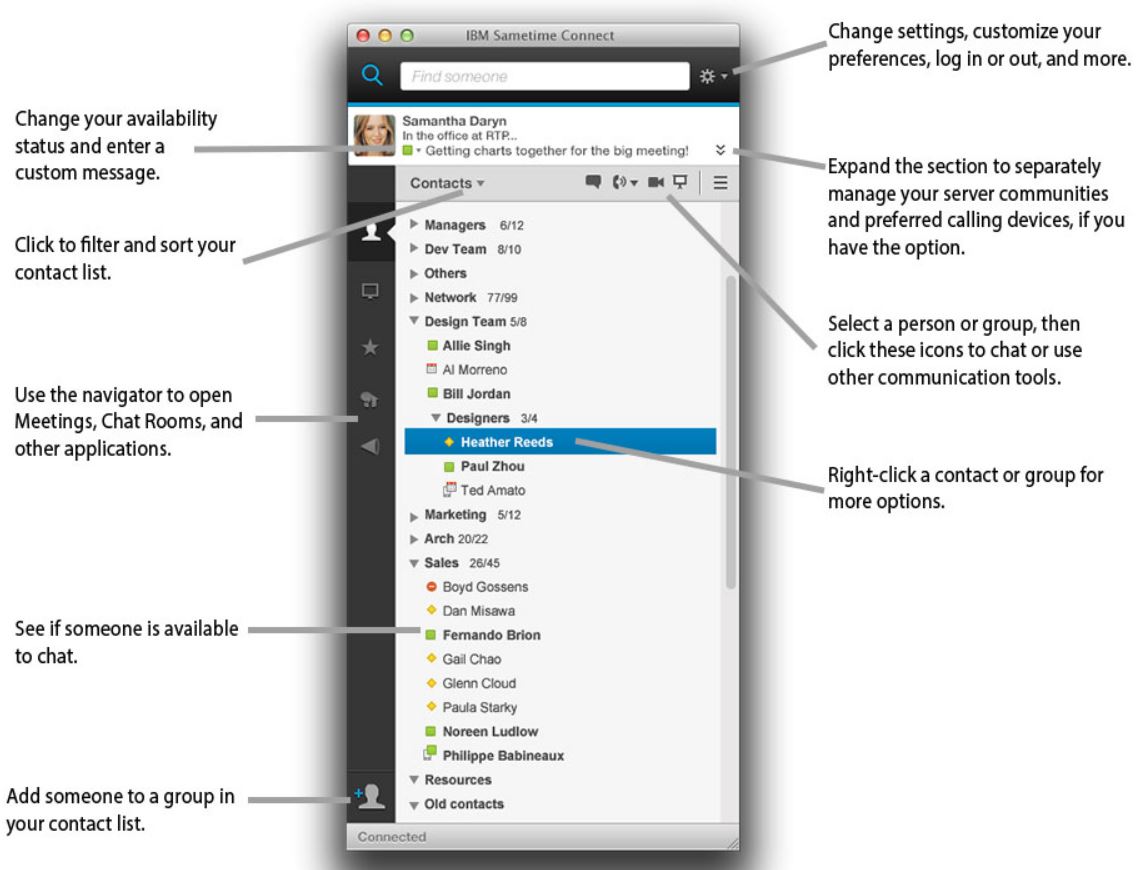 IBM Sametime Connect
Change settings, customize your
preferences, log in or out, and more.
Find someone
Change your availability
status and enter a
custom message.
Samantha Daryn
In the office at RTP...
Getting charts together for the big meeting!
Expand the section to separately
manage your server communities
and preferred calling devices, if you
have the option.
Contacts
Click to filter and sort your
contact list.
Managers 6/12
Dev Team 8/10
Others
Network 77/99
Design Team 5/8
Allie Singh
Al Morreno
Bill Jordan
Designers 3/4
Heather Reeds
Paul Zhou
Ted Amato
Marketing 5/12
Arch 20/22
Sales 26/45
Boyd Gossens
Dan Misawa
Fernando Brion
Gail Chao
Glenn Cloud
Paula Starky
Noreen Ludlow
Philippe Babineaux
Resources
Old contacts
Select a person or group, then
click these icons to chat or use
other communication tools.
Use the navigator to open
Meetings, Chat Rooms, and
other applications.
Right-click a contact or group for
more options.
See if someone is available
to chat.
Add someone to a group in
your contact list.
Connected